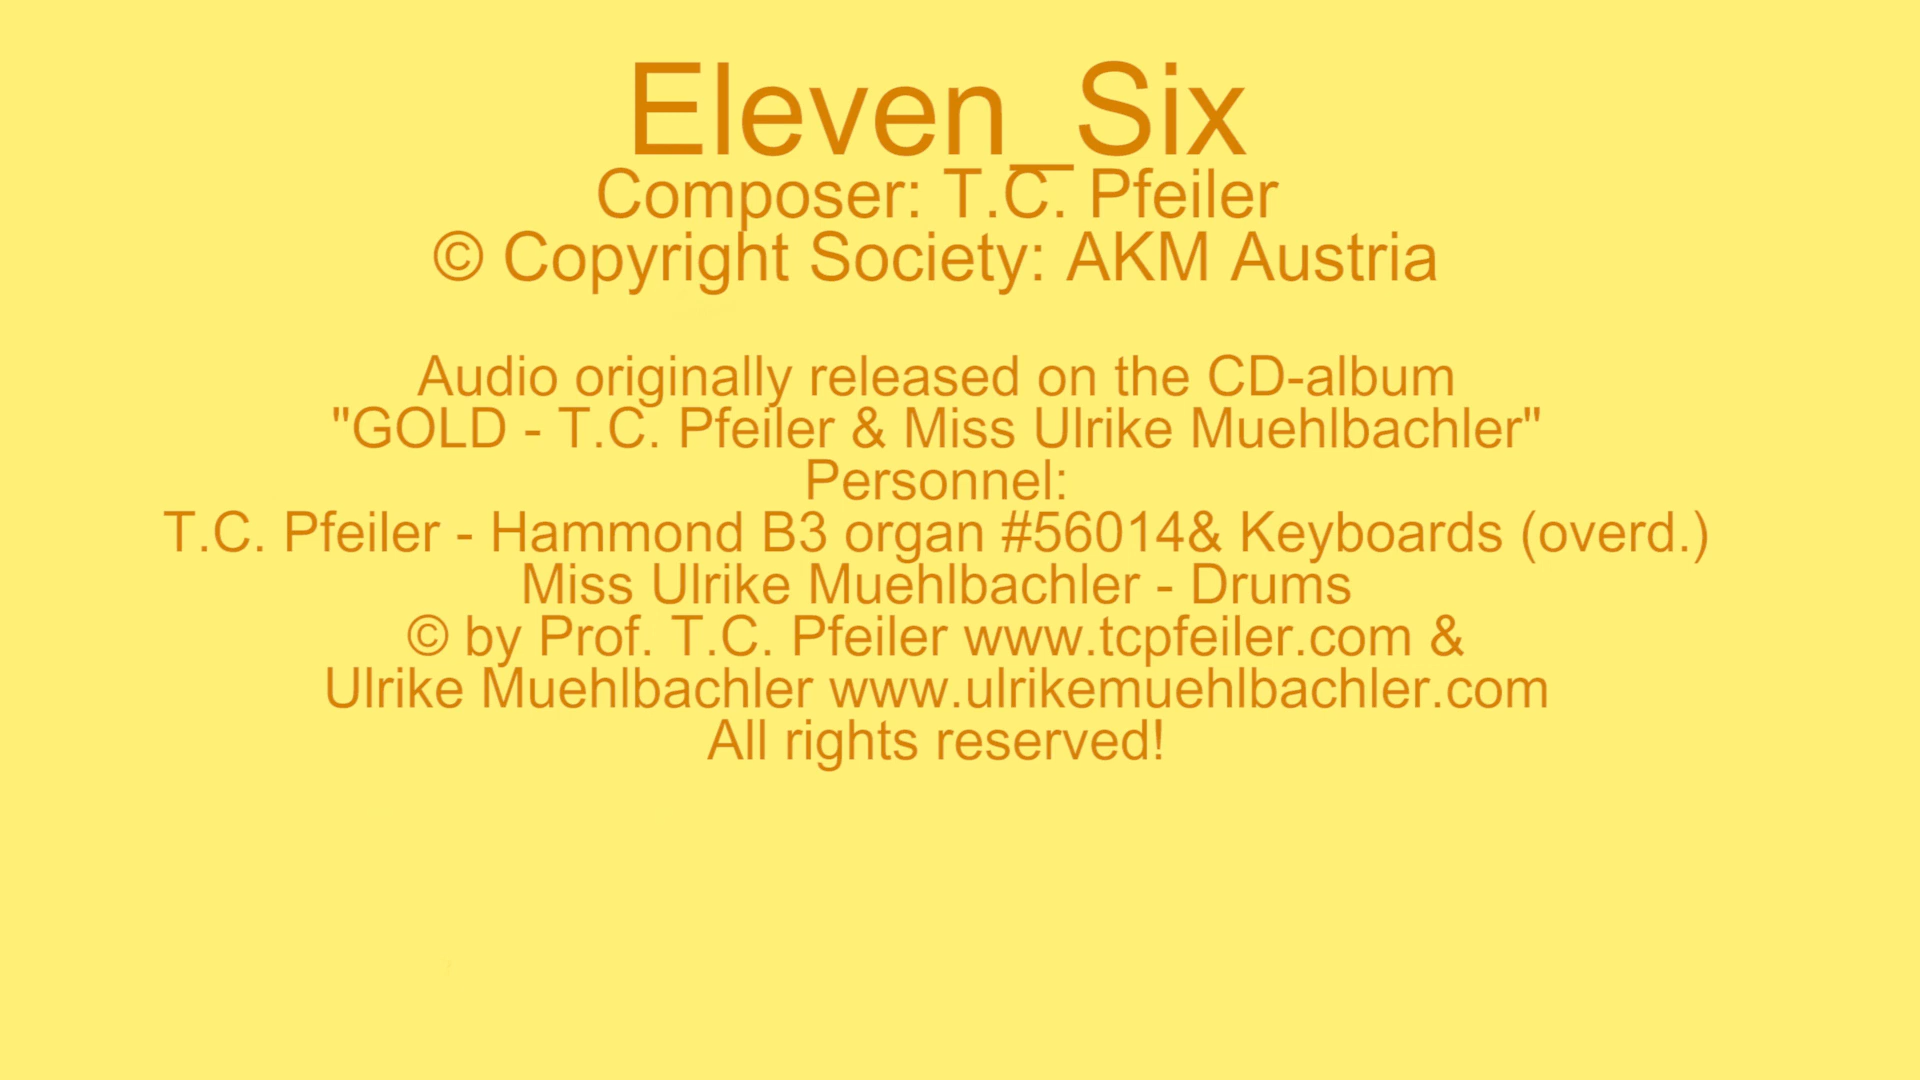 Eleven_Six
Composer: T.C. Pfeiler
© Copyright Society: AKM Austria
Audio originally released on the CD-album
"GOLD - T.C. Pfeiler & Miss Ulrike Muehlbachler"
Personnel:
T.C. Pfeiler - Hammond B3 organ #56014& Keyboards (overd.)
Miss Ulrike Muehlbachler - Drums
© by Prof. T.C. Pfeiler www.tcpfeiler.com &
Ulrike Muehlbachler www.ulrikemuehlbachler.com
All rights reserved!